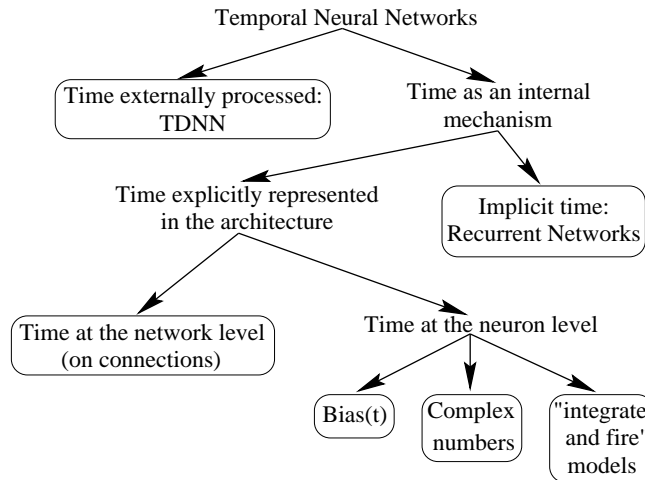 Temporal Neural Networks
Time externally processed:
TDNN
Time as an internal
mechanism
Time explicitly represented
in the architecture
Implicit time:
Recurrent Networks
Time at the network level
(on connections)
Time at the neuron level
Bias(t)
Complex
numbers
"integrate
and fire"
models